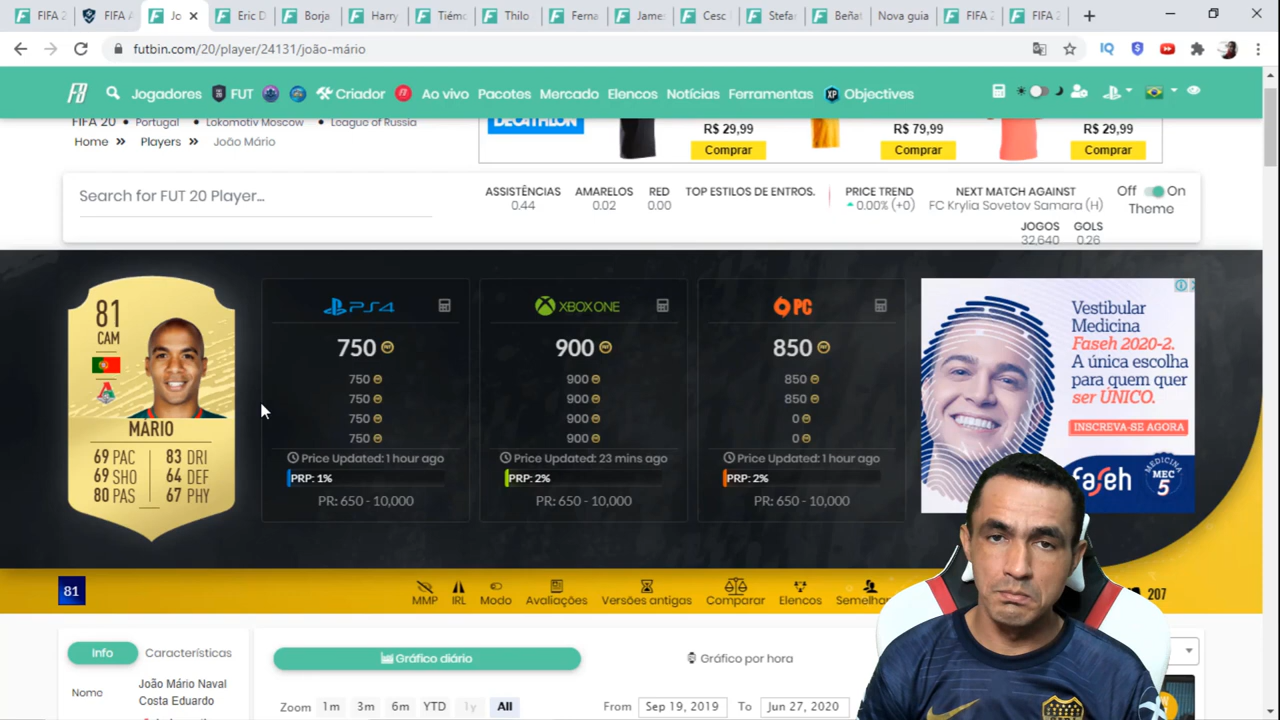 FIFA 2
FIFA A
Jo
Eric D
Borja
Harry
Tiémo
Thilo
Ferna
James
Cesc
Stefa
Beñat
Nova guia
FIFA 2
FIFA 2
futbin.com/20/player/24131/joão-mário
IQ
F8 Jogadores FUT Criador Ao vivo Pacotes Mercado Elencos Notícias Ferramentas XP Objectives
FIFA 20 • Portugal • Lokomotiv Moscow • League of Russia
Home >> Players >> João Mário
DECATHLON
R$ 29,99
Comprar
R$ 79,99
Comprar
R$ 29,99
Comprar
Search for FUT 20 Player...
ASSISTÊNCIAS
0.44
AMARELOS
0.02
RED
0.00
TOP ESTILOS DE ENTROS.
PRICE TREND
0.00% (+0)
NEXT MATCH AGAINST
FC Krylia Sovetov Samara (H)
Off On
Theme
JOGOS
32,640
GOLS
0.26
81
CAM
MÁRIO
69 PAC 83 DRI
69 SHO 64 DEF
80 PAS 67 PHY
PS4
750
750
750
750
750
Price Updated: 1 hour ago
PRP: 1%
PR: 650 - 10,000
XBOX ONE
900
900
900
900
900
Price Updated: 23 mins ago
PRP: 2%
PR: 650 - 10,000
PC
850
850
850
0
0
Price Updated: 1 hour ago
PRP: 2%
PR: 650 - 10,000
Vestibular
Medicina
Faseh 2020-2.
A única escolha
para quem quer
ser ÚNICO.
INSCREVA-SE AGORA
faseh
MEDICINA
MEC
5
81
MMP
IRL
Modo
Avaliações
Versões antigas
Comparar
Elencos
207
Info Características
Gráfico diário
Gráfico por hora
Nome
João Mário Naval
Costa Eduardo
Zoom 1m 3m 6m YTD 1y All
From Sep 19, 2019 To Jun 27, 2020